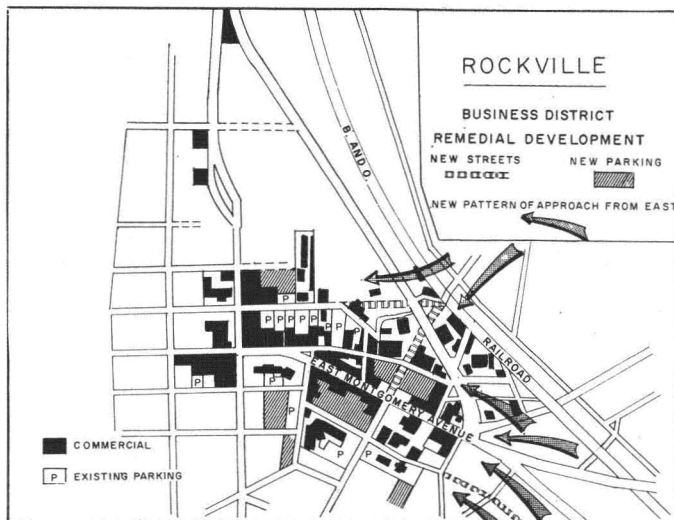 ROCKVILLE
BUSINESS DISTRICT
REMEDIAL DEVELOPMENT
NEW STREETS NEW PARKING
NEW PATTERN OF APPROACH FROM EAST
B. AND O.
RAILROAD
P
P P P P P P P P
EAST MONTGOMERY AVENUE
P P
P
P P
COMMERCIAL
P EXISTING PARKING